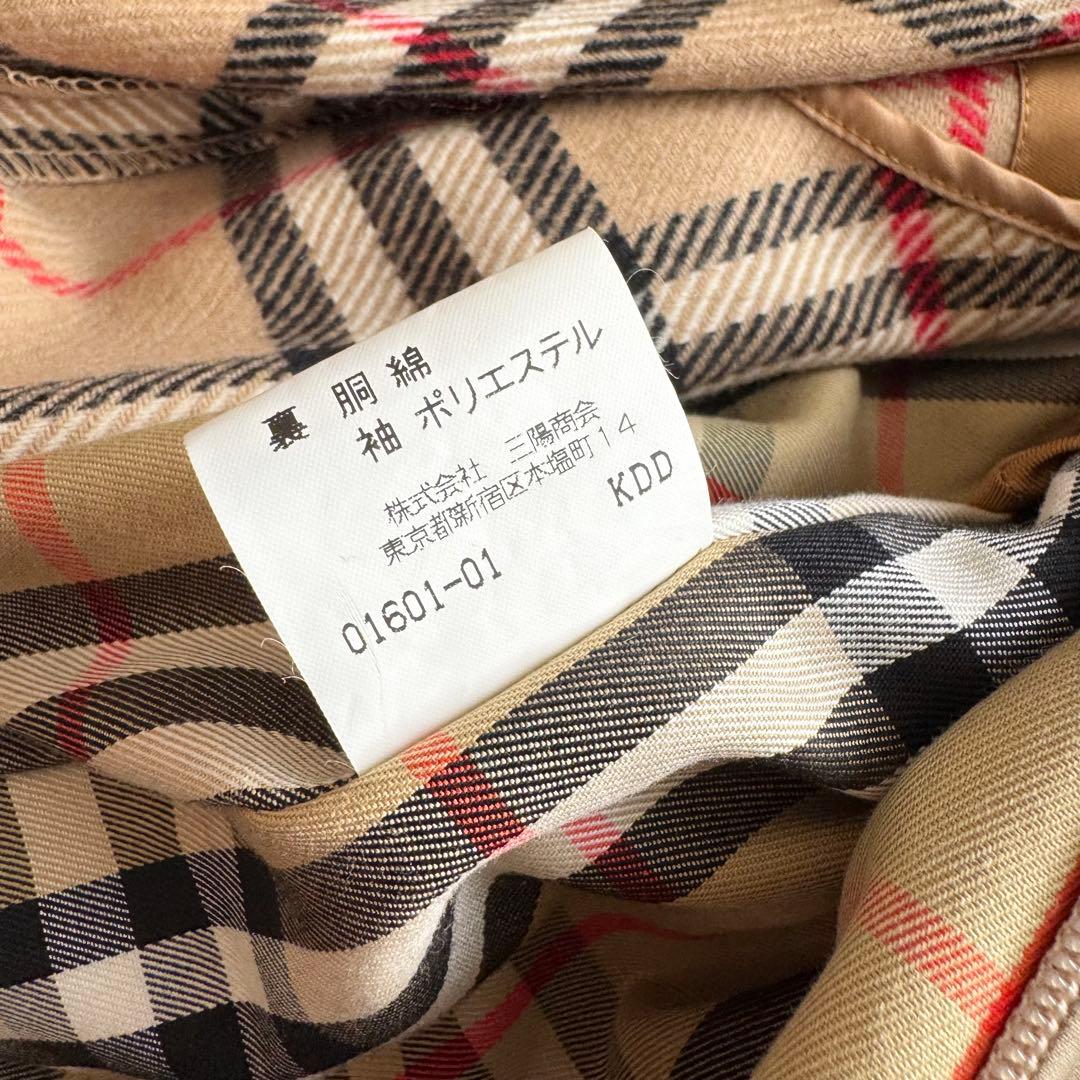 裏 胴 綿
袖 ポリエステル
株式会社 三陽商会
東京都新宿区本塩町14
KDD
01601-01